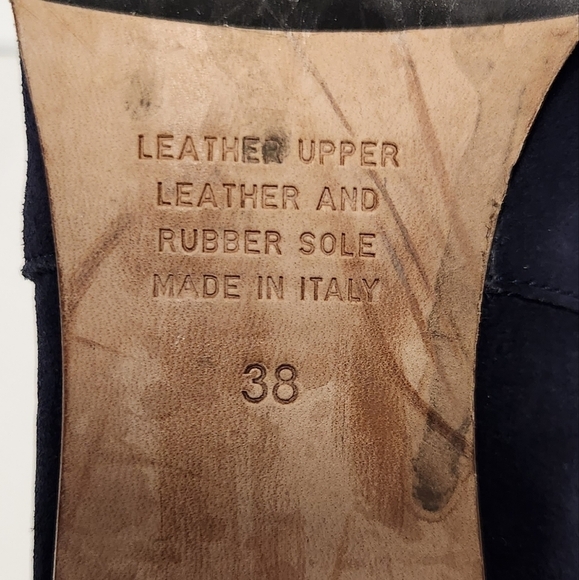 LEATHER UPPER
LEATHER AND
RUBBER SOLE
MADE IN ITALY
38